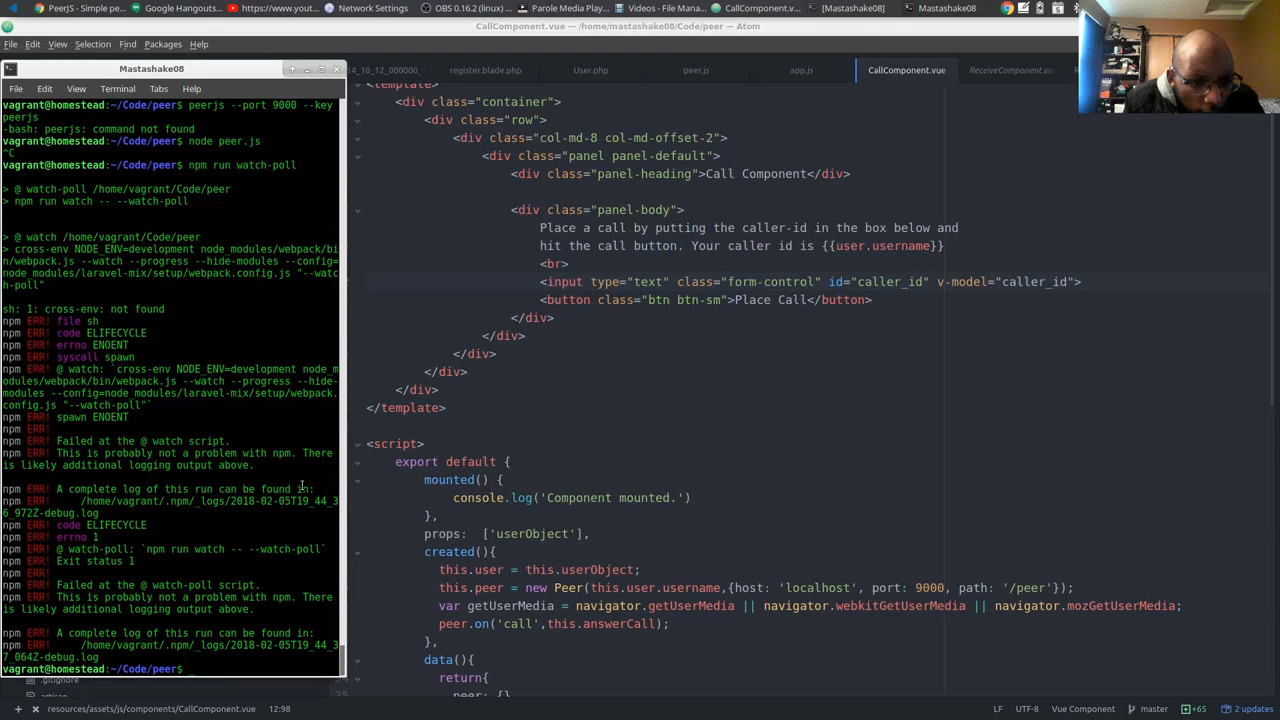 PeerJS - Simple pe...
Google Hangouts...
https://www.yout...
Network Settings
OBS 0.16.2 (linux) ...
Parole Media Play...
Videos - File Mana...
[Mastashake08]
Mastashake08
CallComponent.vue — /home/mastashake08/Code/peer — Atom
File Edit View Selection Find Packages Help
Mastashake08
File Edit View Terminal Tabs Help
vagrant@homestead:~/Code/peer$ peerjs --port 9000 --key
peerjs
-bash: peerjs: command not found
vagrant@homestead:~/Code/peer$ node peer.js
^C
vagrant@homestead:~/Code/peer$ npm run watch-poll
> @ watch-poll /home/vagrant/Code/peer
> npm run watch -- --watch-poll
> @ watch /home/vagrant/Code/peer
> cross-env NODE_ENV=development node_modules/webpack/bi
n/webpack.js --watch --progress --hide-modules --config=
node_modules/laravel-mix/setup/webpack.config.js "--watc
h-poll"
sh: 1: cross-env: not found
npm ERR! file sh
npm ERR! code ELIFECYCLE
npm ERR! errno ENOENT
npm ERR! syscall spawn
npm ERR! @ watch: `cross-env NODE_ENV=development node_m
odules/webpack/bin/webpack.js --watch --progress --hide-
modules --config=node_modules/laravel-mix/setup/webpack.
config.js "--watch-poll"`
npm ERR! spawn ENOENT
npm ERR!
npm ERR! Failed at the @ watch script.
npm ERR! This is probably not a problem with npm. There
is likely additional logging output above.
npm ERR! A complete log of this run can be found in:
npm ERR!     /home/vagrant/.npm/_logs/2018-02-05T19_44_3
6_972Z-debug.log
npm ERR! code ELIFECYCLE
npm ERR! errno 1
npm ERR! @ watch-poll: `npm run watch -- --watch-poll`
npm ERR! Exit status 1
npm ERR!
npm ERR! Failed at the @ watch-poll script.
npm ERR! This is probably not a problem with npm. There
is likely additional logging output above.
npm ERR! A complete log of this run can be found in:
npm ERR!     /home/vagrant/.npm/_logs/2018-02-05T19_44_3
7_064Z-debug.log
vagrant@homestead:~/Code/peer$
.gitignore
artisan
14_10_12_000000_ register.blade.php User.php peer.js app.js CallComponent.vue ReceiveComponent.vu
<template>
<div class="container">
<div class="row">
<div class="col-md-8 col-md-offset-2">
<div class="panel panel-default">
<div class="panel-heading">Call Component</div>
<div class="panel-body">
Place a call by putting the caller-id in the box below and
hit the call button. Your caller id is {{user.username}}
<br>
<input type="text" class="form-control" id="caller_id" v-model="caller_id">
<button class="btn btn-sm">Place Call</button>
</div>
</div>
</div>
</div>
</div>
</template>
<script>
export default {
mounted() {
console.log('Component mounted.')
},
props: ['userObject'],
created(){
this.user = this.userObject;
this.peer = new Peer(this.user.username,{host: 'localhost', port: 9000, path: '/peer'});
var getUserMedia = navigator.getUserMedia || navigator.webkitGetUserMedia || navigator.mozGetUserMedia;
peer.on('call',this.answerCall);
},
data(){
return{
peer: {}
35
resources/assets/js/components/CallComponent.vue 12:98 LF UTF-8 Vue Component master +65 2 updates